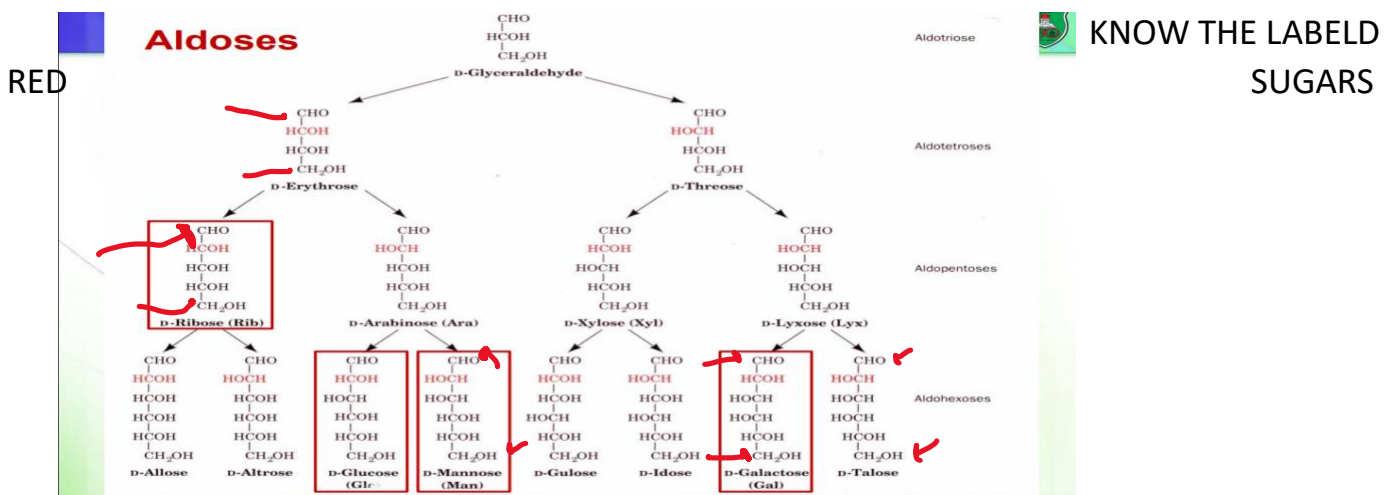 Aldoses
KNOW THE LABELD
RED SUGARS
CHO
HCOH
CH₂OH
D-Glyceraldehyde
Aldotriose
CHO CHO
HCOH HOCH
HCOH HCOH
CH₂OH CH₂OH
D-Erythrose D-Threose
Aldotetroses
CHO CHO CHO CHO
HCOH HOCH HCOH HOCH
HCOH HCOH HOCH HOCH
HCOH HCOH HCOH HCOH
CH₂OH CH₂OH CH₂OH CH₂OH
D-Ribose (Rib) D-Arabinose (Ara) D-Xylose (Xyl) D-Lyxose (Lyx)
Aldopentoses
CHO CHO CHO CHO CHO CHO CHO CHO
HCOH HOCH HCOH HOCH HCOH HOCH HCOH HOCH
HCOH HCOH HOCH HOCH HCOH HCOH HOCH HOCH
HCOH HCOH HCOH HCOH HOCH HOCH HOCH HOCH
HCOH HCOH HCOH HCOH HCOH HCOH HCOH HCOH
CH₂OH CH₂OH CH₂OH CH₂OH CH₂OH CH₂OH CH₂OH CH₂OH
D-Allose D-Altrose D-Glucose D-Mannose D-Gulose D-Idose D-Galactose D-Talose
(Glc) (Man) (Gal)
Aldohexoses